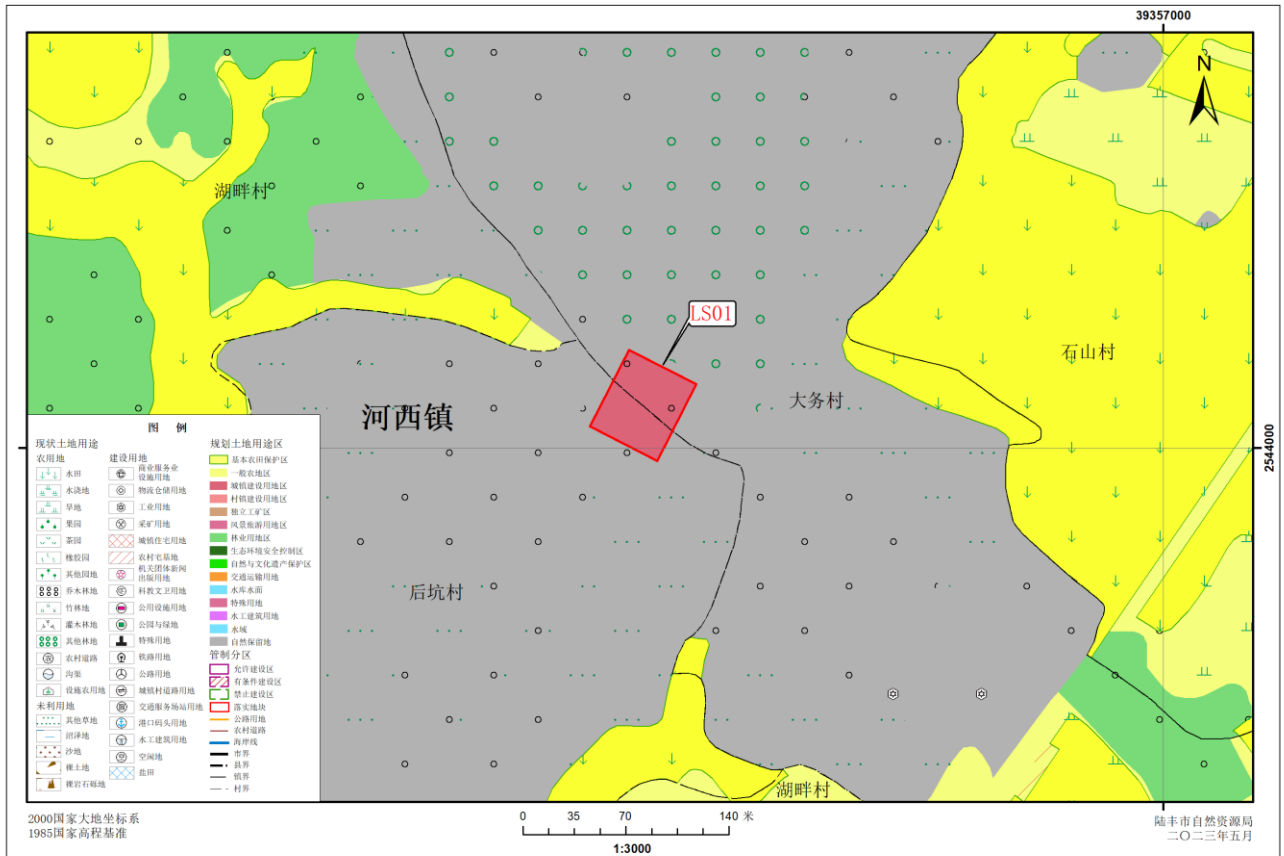 39357000
N
湖畔村
LS01
石山村
大务村
河西镇
2544000
后坑村
湖畔村
图 例
现状土地用途
农用地
水田
水浇地
旱地
果园
茶园
橡胶园
其他园地
乔木林地
竹林地
灌木林地
其他林地
农村道路
沟渠
设施农用地
未利用地
其他草地
沼泽地
沙地
裸土地
裸岩石砾地
建设用地
商业服务业
设施用地
物流仓储用地
工业用地
采矿用地
城镇住宅用地
农村宅基地
机关团体新闻
出版用地
科教文卫用地
公用设施用地
公园与绿地
特殊用地
铁路用地
公路用地
城镇村道路用地
交通服务场站用地
港口码头用地
水工建筑用地
空闲地
盐田
规划土地用途区
基本农田保护区
一般农地区
城镇建设用地区
村镇建设用地区
独立工矿区
风景旅游用地区
林业用地区
生态环境安全控制区
自然与文化遗产保护区
交通运输用地
水库水面
特殊用地
水工建筑用地
水域
自然保留地
管制分区
允许建设区
有条件建设区
禁止建设区
落实地块
公路用地
农村道路
海岸线
市界
县界
镇界
村界
2000国家大地坐标系
1985国家高程基准
0 35 70 140 米
1:3000
陆丰市自然资源局
二〇二三年五月